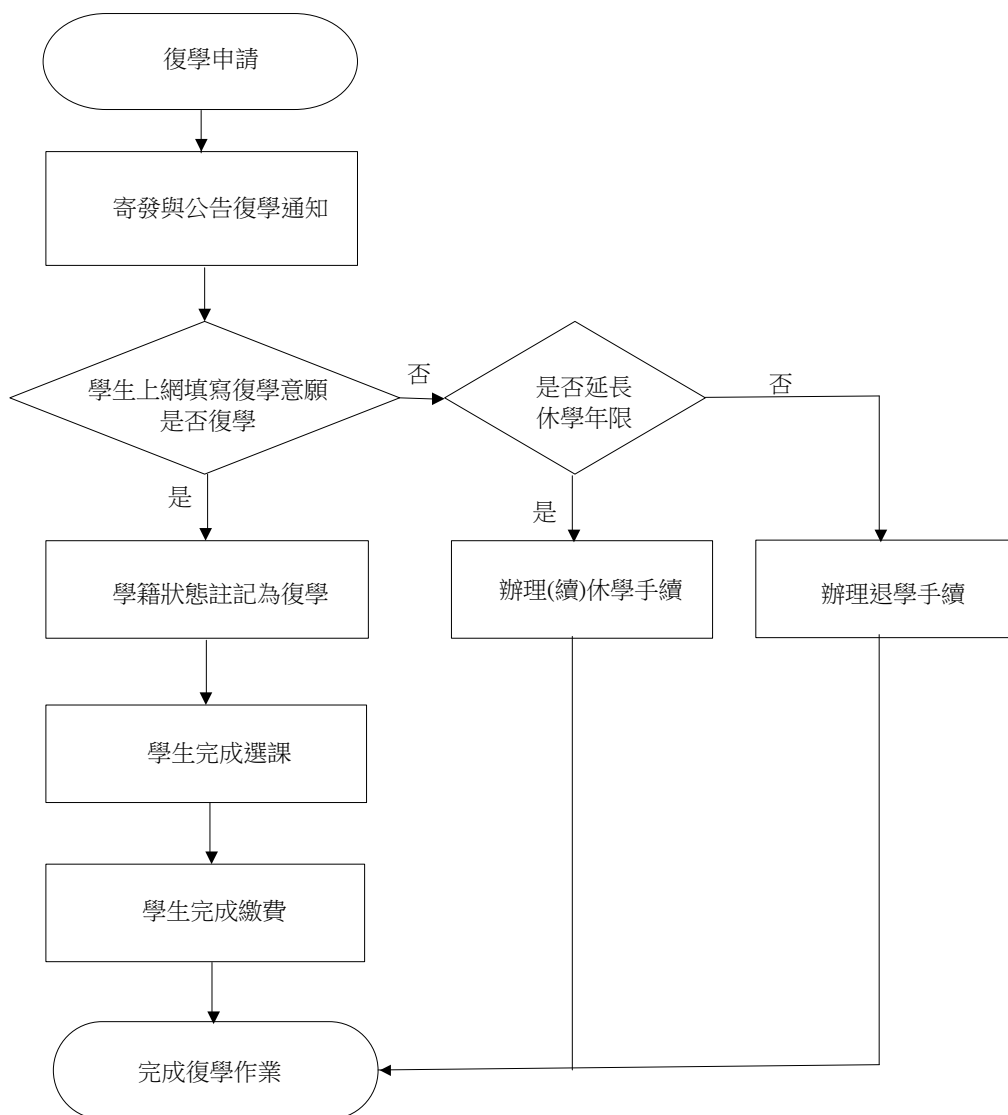 復學申請
寄發與公告復學通知
學生上網填寫復學意願
是否復學
否
是否延長
休學年限
否
是
是
學籍狀態註記為復學
辦理(續)休學手續
辦理退學手續
學生完成選課
學生完成繳費
完成復學作業